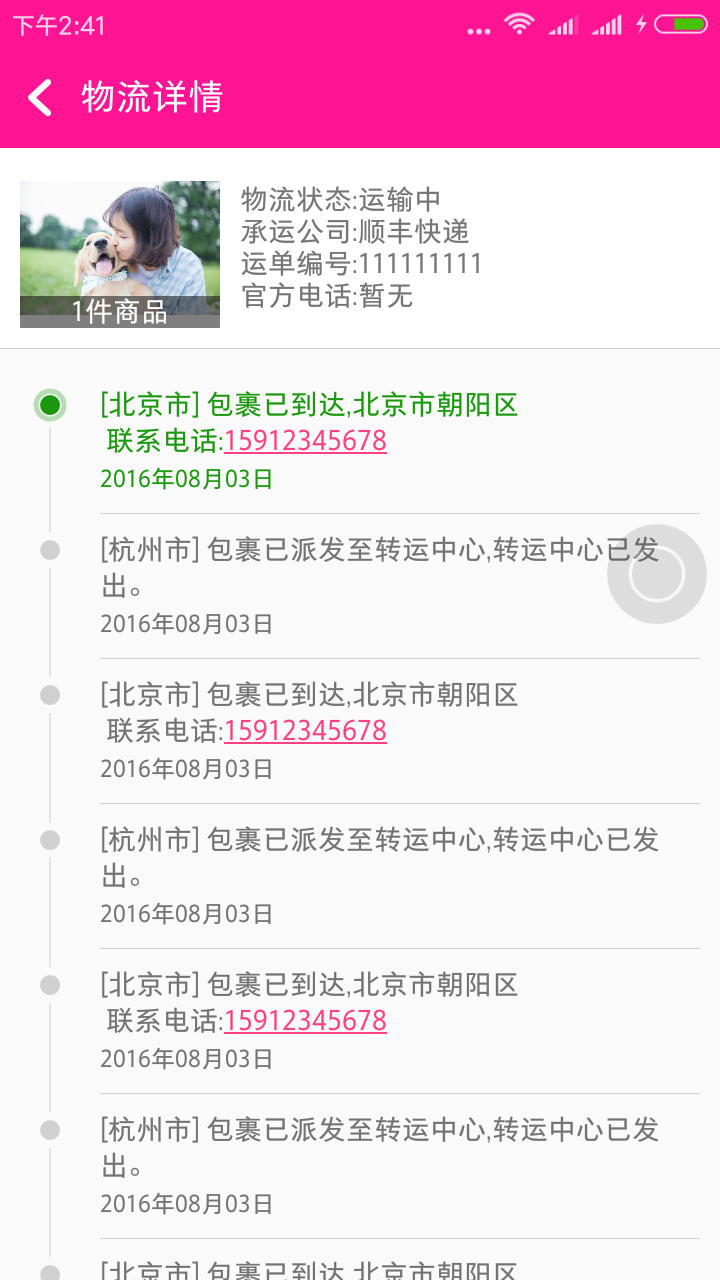 下午2:41
物流详情
物流状态:运输中
承运公司:顺丰快递
运单编号:111111111
官方电话:暂无
1件商品
[北京市] 包裹已到达,北京市朝阳区
联系电话:15912345678
2016年08月03日
[杭州市] 包裹已派发至转运中心,转运中心已发
出。
2016年08月03日
[北京市] 包裹已到达,北京市朝阳区
联系电话:15912345678
2016年08月03日
[杭州市] 包裹已派发至转运中心,转运中心已发
出。
2016年08月03日
[北京市] 包裹已到达,北京市朝阳区
联系电话:15912345678
2016年08月03日
[杭州市] 包裹已派发至转运中心,转运中心已发
出。
2016年08月03日
[北京市] 包裹已到达,北京市朝阳区